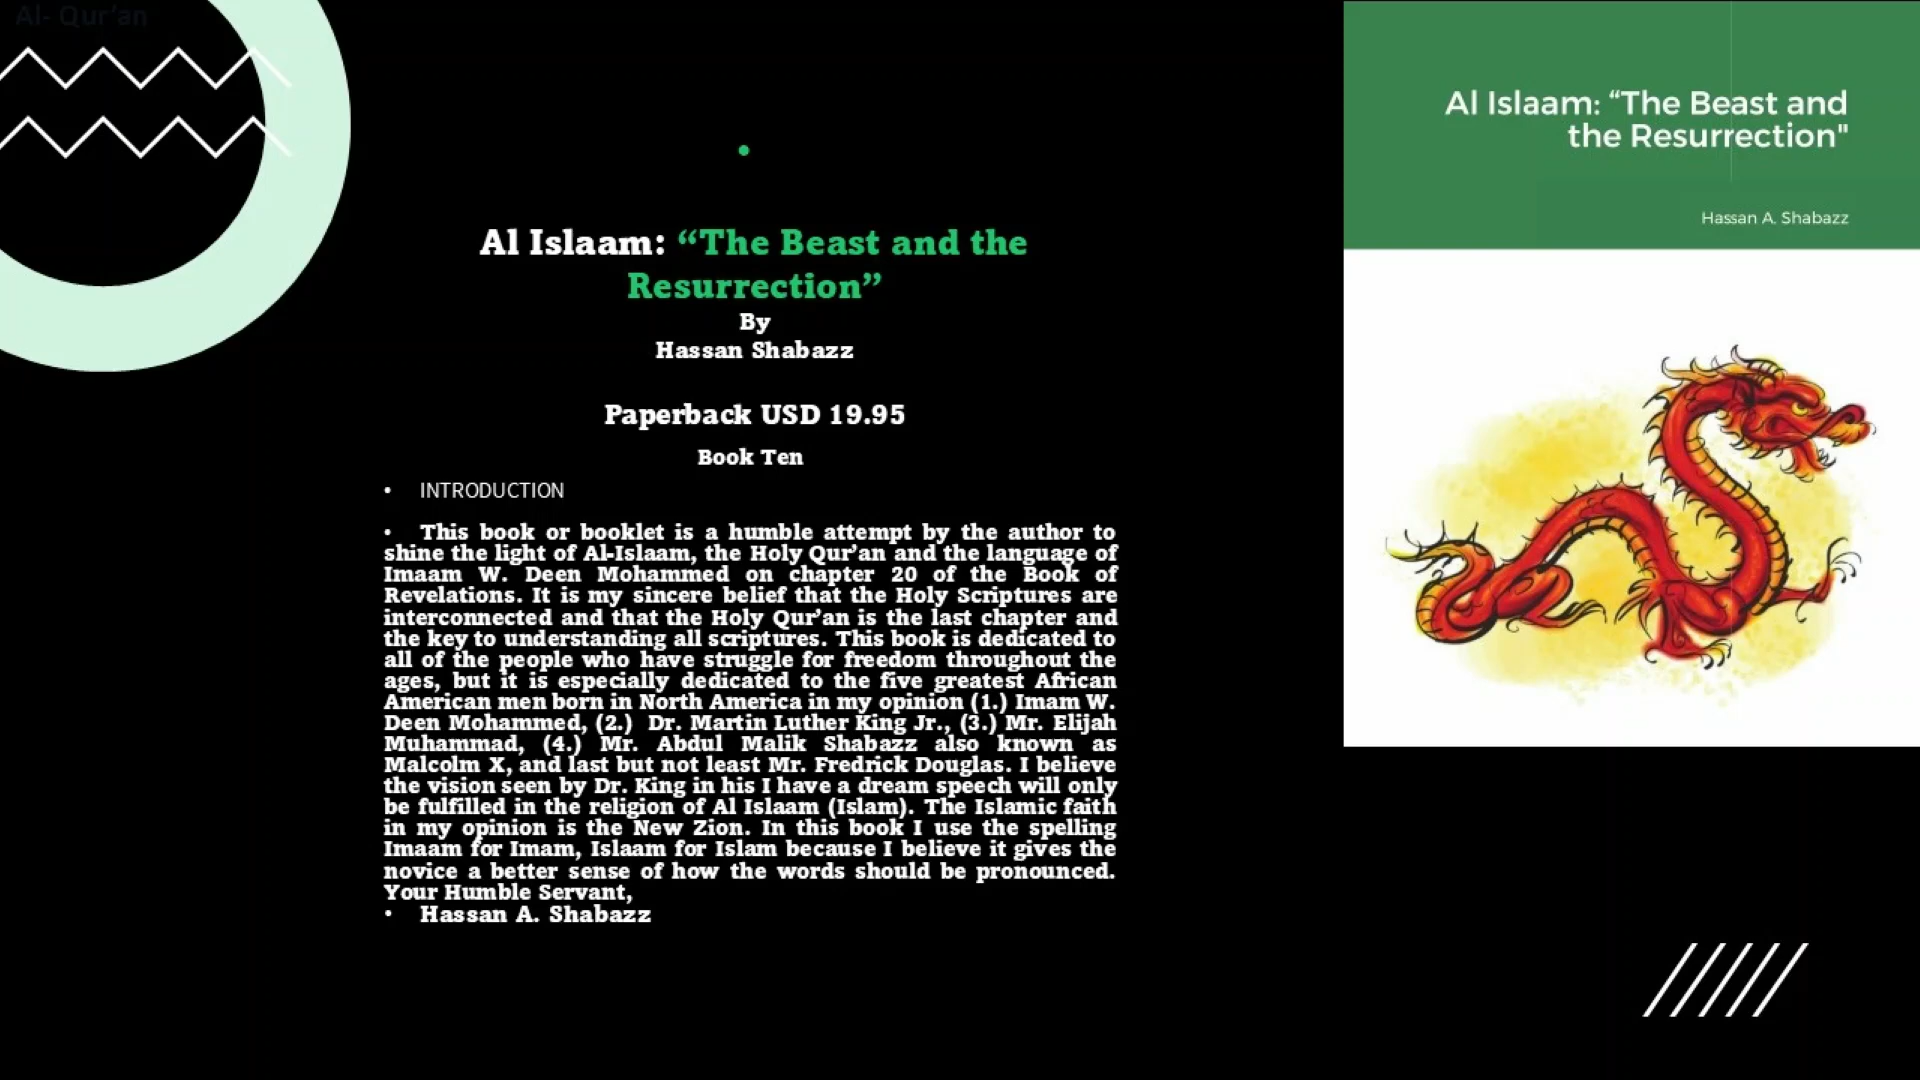 Al- Qur'an
Al Islaam: “The Beast and the
Resurrection”
By
Hassan Shabazz
Paperback USD 19.95
Book Ten
• INTRODUCTION
• This book or booklet is a humble attempt by the author to
shine the light of Al-Islaam, the Holy Qur’an and the language of
Imaam W. Deen Mohammed on chapter 20 of the Book of
Revelations. It is my sincere belief that the Holy Scriptures are
interconnected and that the Holy Qur’an is the last chapter and
the key to understanding all scriptures. This book is dedicated to
all of the people who have struggle for freedom throughout the
ages, but it is especially dedicated to the five greatest African
American men born in North America in my opinion (1.) Imam W.
Deen Mohammed, (2.) Dr. Martin Luther King Jr., (3.) Mr. Elijah
Muhammad, (4.) Mr. Abdul Malik Shabazz also known as
Malcolm X, and last but not least Mr. Fredrick Douglas. I believe
the vision seen by Dr. King in his I have a dream speech will only
be fulfilled in the religion of Al Islaam (Islam). The Islamic faith
in my opinion is the New Zion. In this book I use the spelling
Imaam for Imam, Islaam for Islam because I believe it gives the
novice a better sense of how the words should be pronounced.
Your Humble Servant,
• Hassan A. Shabazz
Al Islaam: “The Beast and
the Resurrection"
Hassan A. Shabazz